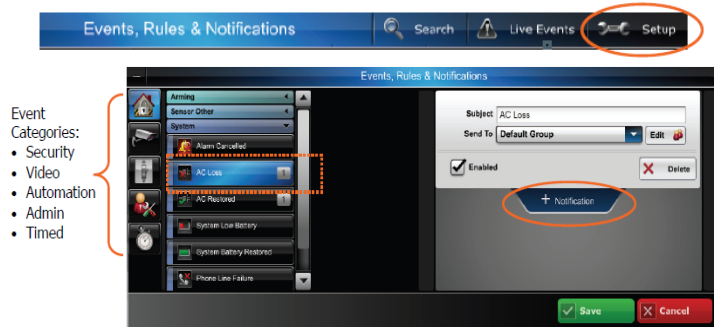 Events, Rules & Notifications
Search
Live Events
Setup
Events, Rules & Notifications
Event
Categories:
• Security
• Video
• Automation
• Admin
• Timed
Arming
Sensor Other
System
Alarm Cancelled
AC Loss 1
AC Restored 1
System Low Battery
System Battery Restored
Phone Line Failure
Subject AC Loss
Send To Default Group Edit
Enabled
Delete
+ Notification
Save
Cancel